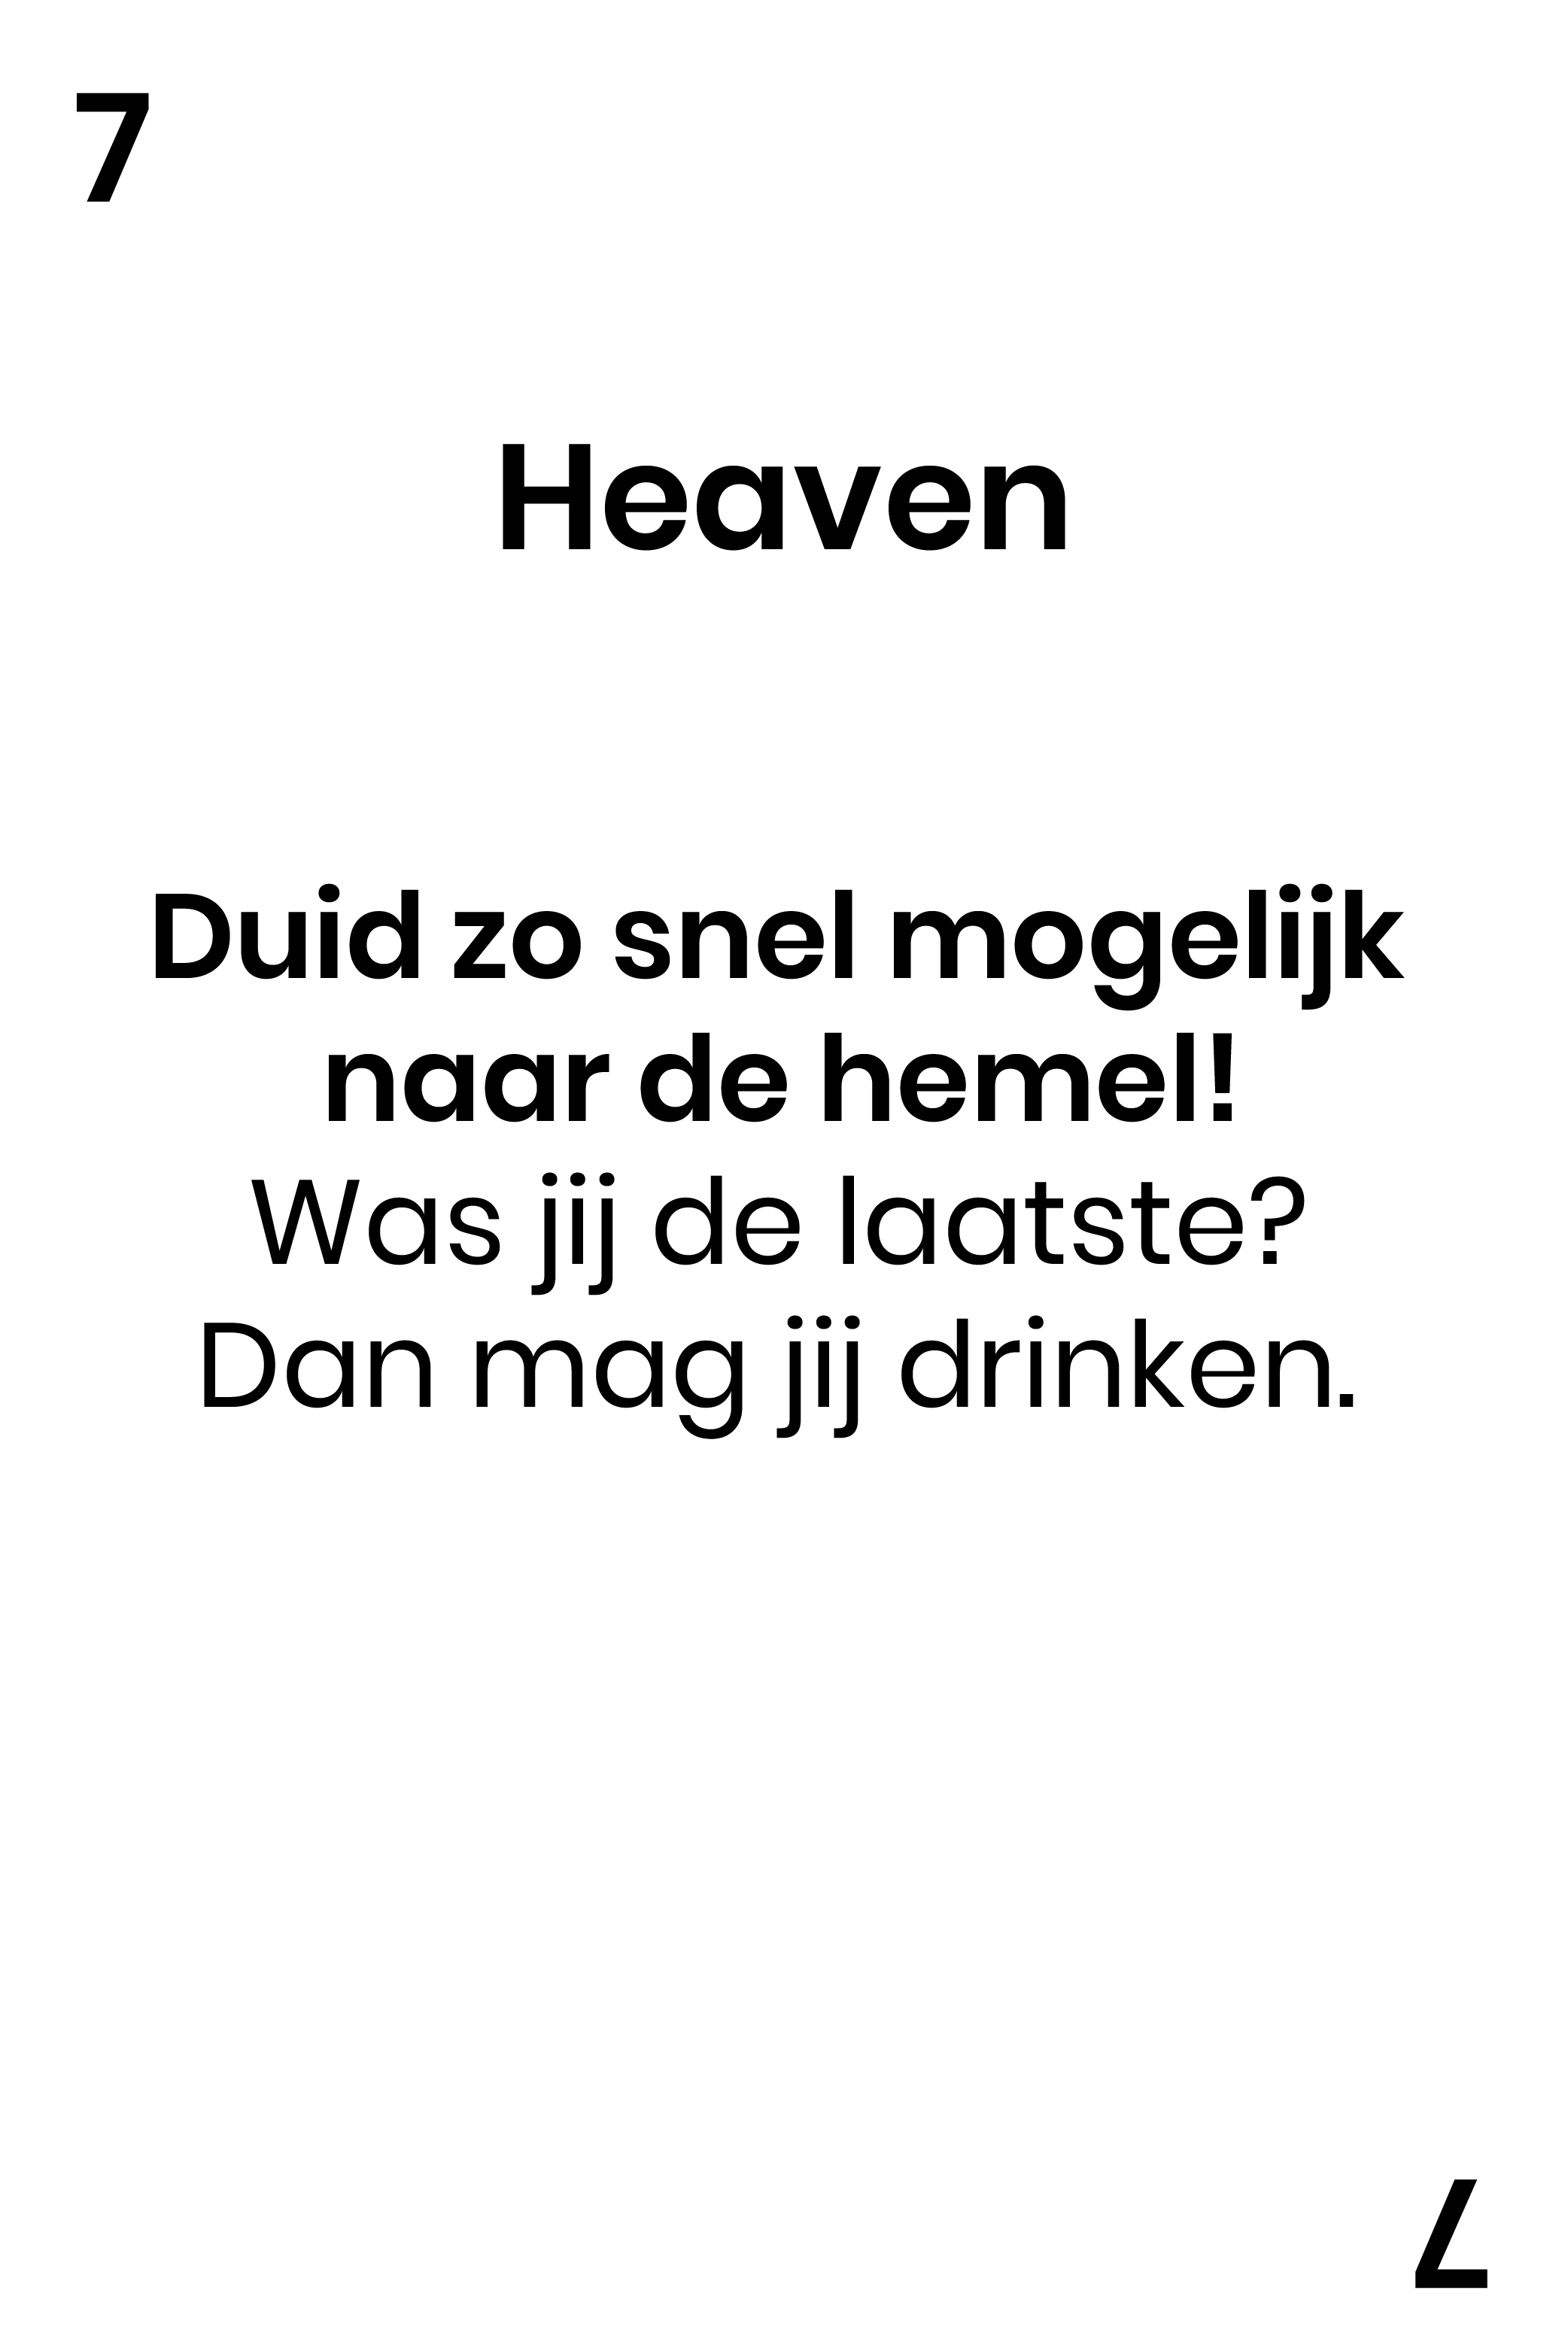 7
Heaven
Duid zo snel mogelijk
naar de hemel!
Was jij de laatste?
Dan mag jij drinken.
7